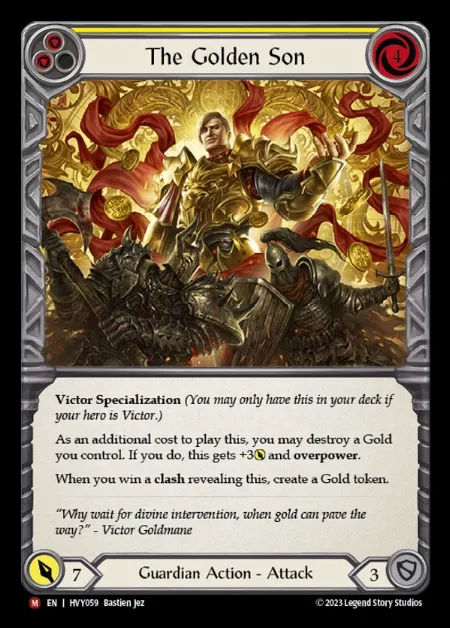 The Golden Son
4
Victor Specialization (You may only have this in your deck if
your hero is Victor.)
As an additional cost to play this, you may destroy a Gold
you control. If you do, this gets +3 and overpower.
When you win a clash revealing this, create a Gold token.
"Why wait for divine intervention, when gold can pave the
way?" - Victor Goldmane
7
Guardian Action - Attack
3
M EN | HVY059 Bastien Jez
© 2023 Legend Story Studios